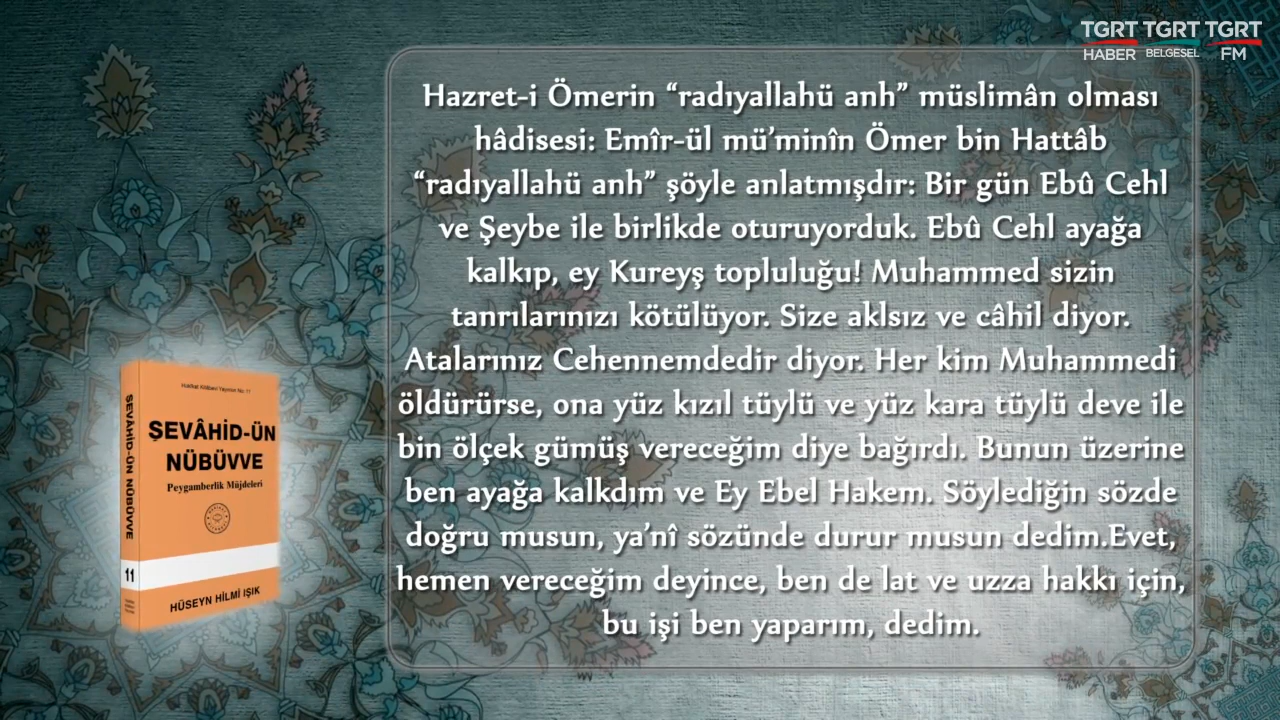 TGRT TGRT TGRT
HABER BELGESEL FM
Hazret-i Ömerin “radıyallahü anh” müslimân olması
hâdisesi: Emîr-ül mü’minîn Ömer bin Hattâb
“radıyallahü anh” şöyle anlatmışdır: Bir gün Ebû Cehl
ve Şeybe ile birlikde oturuyorduk. Ebû Cehl ayağa
kalkıp, ey Kureyş topluluğu! Muhammed sizin
tanrılarınızı kötülüyor. Size aklsız ve câhil diyor.
Atalarınız Cehennemdedir diyor. Her kim Muhammedi
öldürürse, ona yüz kızıl tüylü ve yüz kara tüylü deve ile
bin ölçek gümüş vereceğim diye bağırdı. Bunun üzerine
ben ayağa kalkdım ve Ey Ebel Hakem. Söylediğin sözde
doğru musun, ya’nî sözünde durur musun dedim.Evet,
hemen vereceğim deyince, ben de lat ve uzza hakkı için,
bu işi ben yaparım, dedim.
Hakîkat Kitâbevi Yayınları No: 11
ŞEVÂHİD-ÜN
NÜBÜVVE
Peygamberlik Müjdeleri
HÜSEYN HİLMİ IŞIK
ŞEVÂHİD-ÜN NÜBÜVVE
11